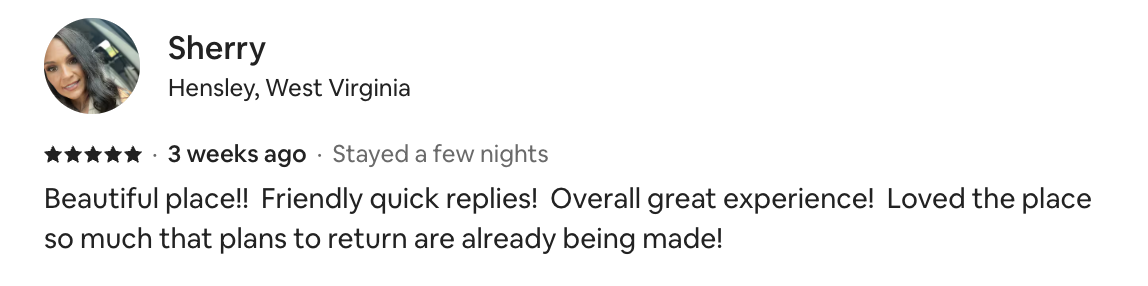 Sherry
Hensley, West Virginia
★★★★★ · 3 weeks ago · Stayed a few nights
Beautiful place!!  Friendly quick replies!  Overall great experience!  Loved the place
so much that plans to return are already being made!